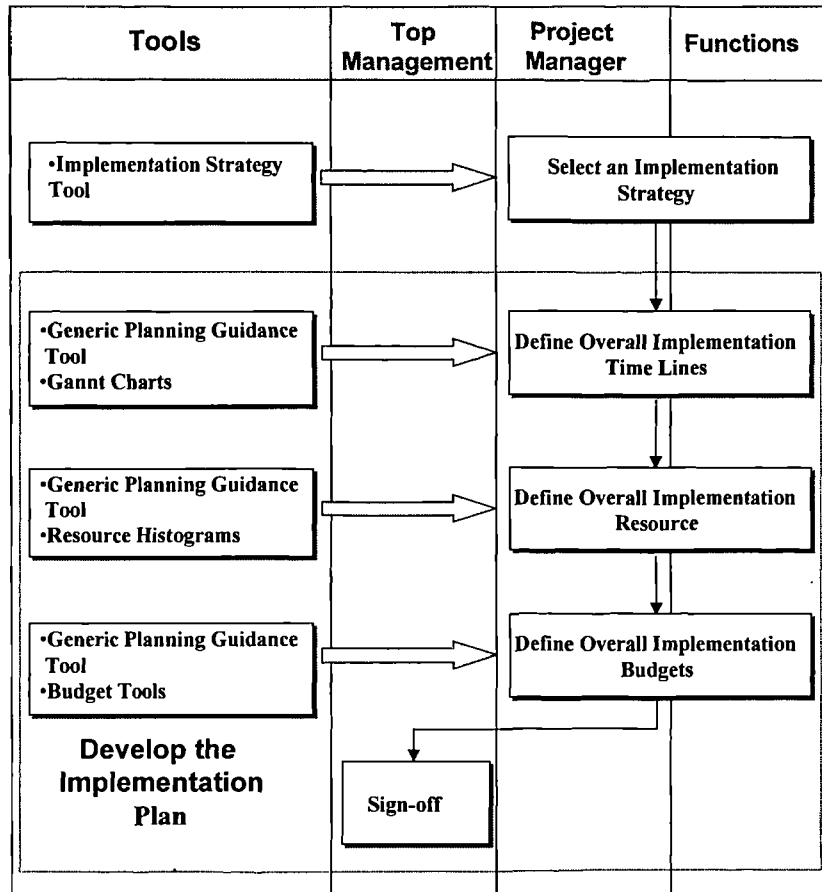 Tools
Top
Management
Project
Manager
Functions
•Implementation Strategy
Tool
Select an Implementation
Strategy
•Generic Planning Guidance
Tool
•Gannt Charts
Define Overall Implementation
Time Lines
•Generic Planning Guidance
Tool
•Resource Histograms
Define Overall Implementation
Resource
•Generic Planning Guidance
Tool
•Budget Tools
Define Overall Implementation
Budgets
Develop the
Implementation
Plan
Sign-off